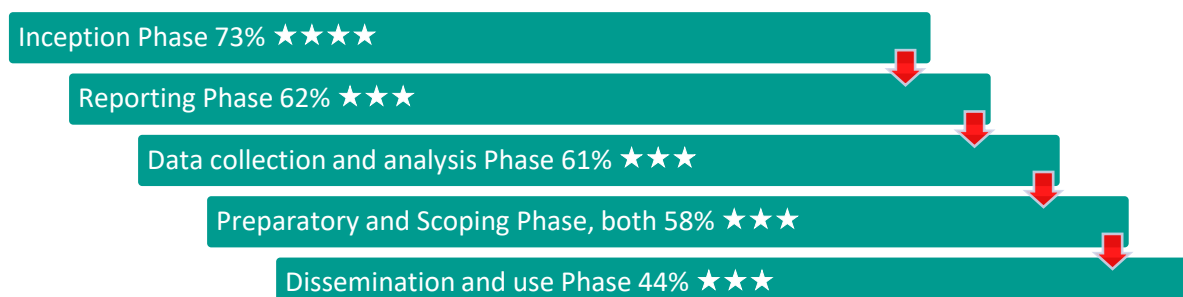 Inception Phase 73% ★★★★
Reporting Phase 62% ★★★
Data collection and analysis Phase 61% ★★★
Preparatory and Scoping Phase, both 58% ★★★
Dissemination and use Phase 44% ★★★